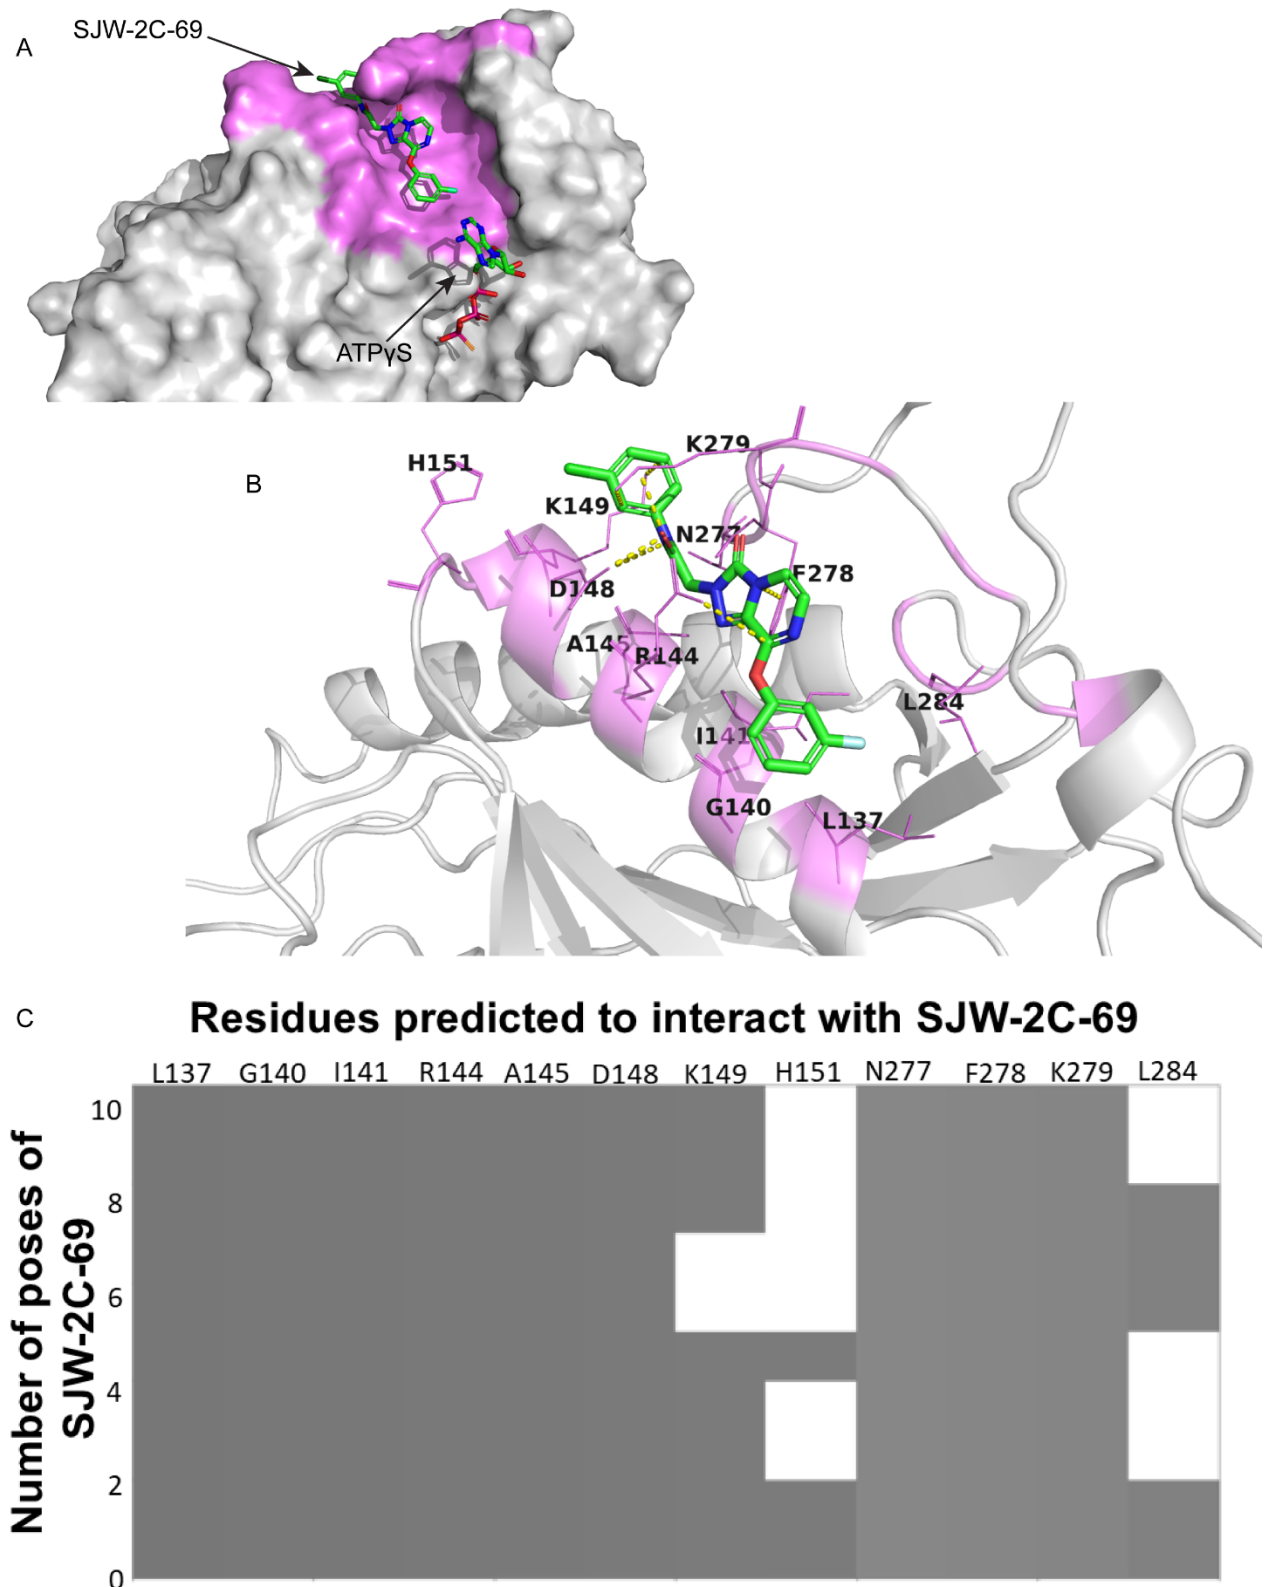 A
SJW-2C-69
ATPγS
B
H151
K279
K149
N277
D148
F278
A145
R144
L284
I141
G140
L137
C
Residues predicted to interact with SJW-2C-69
L137 G140 I141 R144 A145 D148 K149 H151 N277 F278 K279 L284
Number of poses of
SJW-2C-69
10
8
6
4
2
0